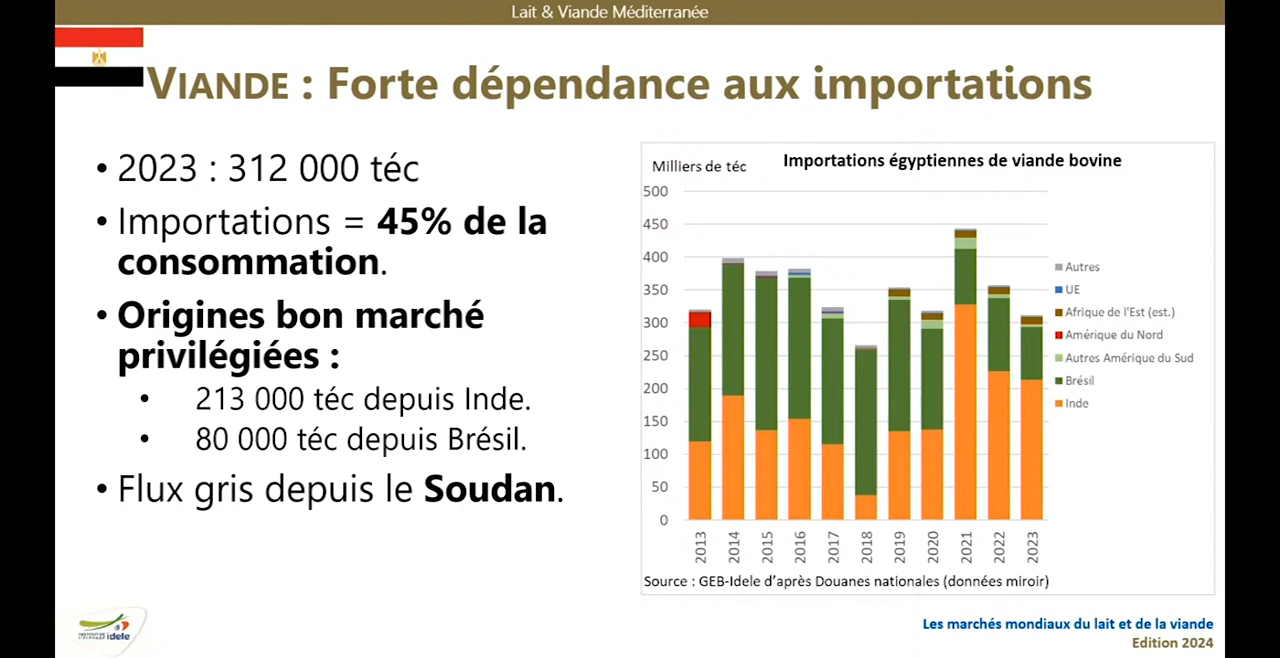 Lait & Viande Méditerranée
VIANDE : Forte dépendance aux importations
• 2023 : 312 000 téc
• Importations = 45% de la
consommation.
• Origines bon marché
privilégiées :
• 213 000 téc depuis Inde.
• 80 000 téc depuis Brésil.
• Flux gris depuis le Soudan.
Milliers de téc
Importations égyptiennes de viande bovine
500
450
400
350
300
250
200
150
100
50
0
2013
2014
2015
2016
2017
2018
2019
2020
2021
2022
2023
Autres
UE
Afrique de l'Est (est.)
Amérique du Nord
Autres Amérique du Sud
Brésil
Inde
Source : GEB-Idele d'après Douanes nationales (données miroir)
INSTITUT DE
L'ELEVAGE idele
Les marchés mondiaux du lait et de la viande
Edition 2024